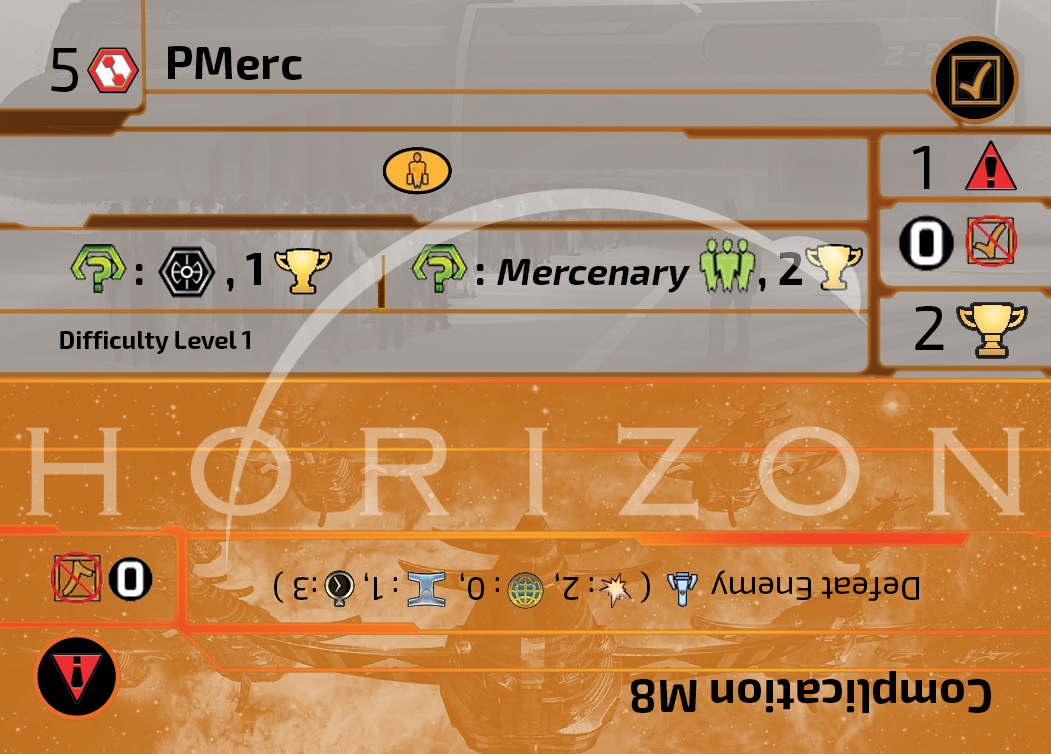 5 PMerc
1
0
: , 1 : Mercenary , 2
2
Difficulty Level 1
HORIZON
Defeat Enemy ( : 2, : 0, : 1, : 3 )
0
Complication M8